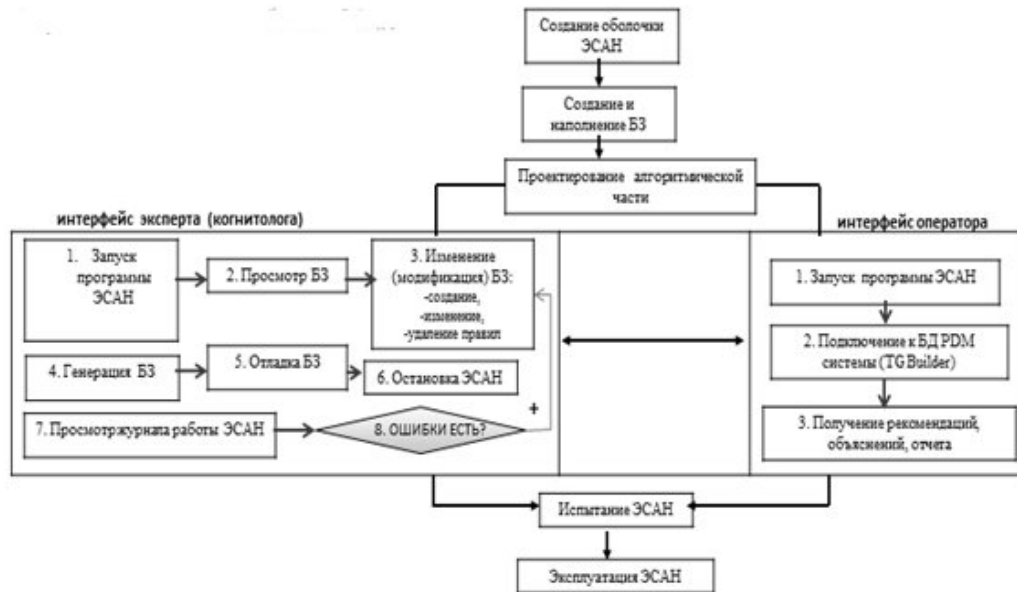 Создание оболочки
ЭСАН
Создание и
наполнение БЗ
Проектирование алгоритмической
части
интерфейс эксперта (когнитолога)
интерфейс оператора
1. Запуск
программы
ЭСАН
2. Просмотр БЗ
3. Изменение
(модификация) БЗ:
-создание,
-изменение,
-удаление правил
4. Генерация БЗ
5. Отладка БЗ
6. Остановка ЭСАН
7. Просмотр журнала работы ЭСАН
8. ОШИБКИ ЕСТЬ?
+
1. Запуск программы ЭСАН
2. Подключение к БД PDM
системы (TG Builder)
3. Получение рекомендаций,
объяснений, отчета
Испытание ЭСАН
Эксплуатация ЭСАН